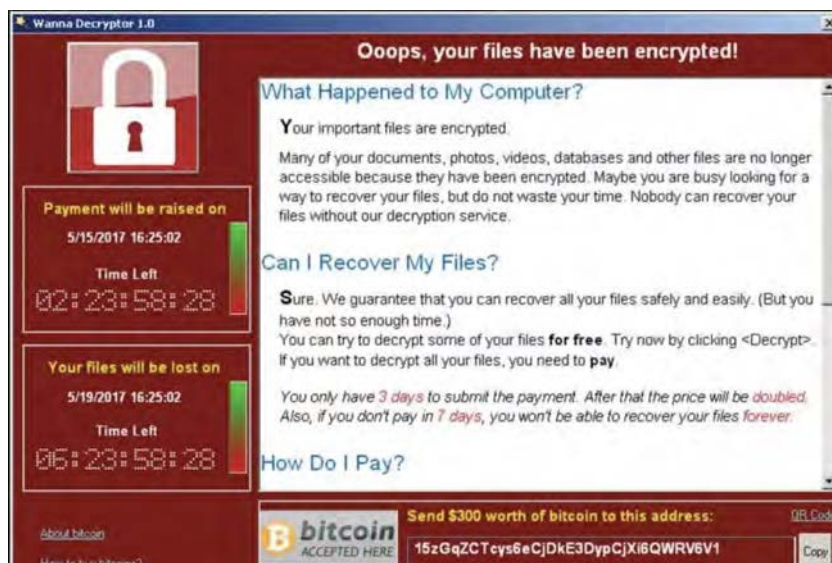 Wanna Decryptor 1.0
Ooops, your files have been encrypted!
Payment will be raised on
5/15/2017 16:25:02
Time Left
02:23:58:28
Your files will be lost on
5/19/2017 16:25:02
Time Left
06:23:58:28
About bitcoin
How to buy bitcoins?
What Happened to My Computer?
Your important files are encrypted.
Many of your documents, photos, videos, databases and other files are no longer
accessible because they have been encrypted. Maybe you are busy looking for a
way to recover your files, but do not waste your time. Nobody can recover your
files without our decryption service.
Can I Recover My Files?
Sure. We guarantee that you can recover all your files safely and easily. (But you
have not so enough time.)
You can try to decrypt some of your files for free. Try now by clicking <Decrypt>.
If you want to decrypt all your files, you need to pay.
You only have 3 days to submit the payment. After that the price will be doubled.
Also, if you don't pay in 7 days, you won't be able to recover your files forever.
How Do I Pay?
bitcoin
ACCEPTED HERE
Send $300 worth of bitcoin to this address:
QR Code
15zGqZCTcys6eCjDkE3DypCjXi6QWRV6V1
Copy